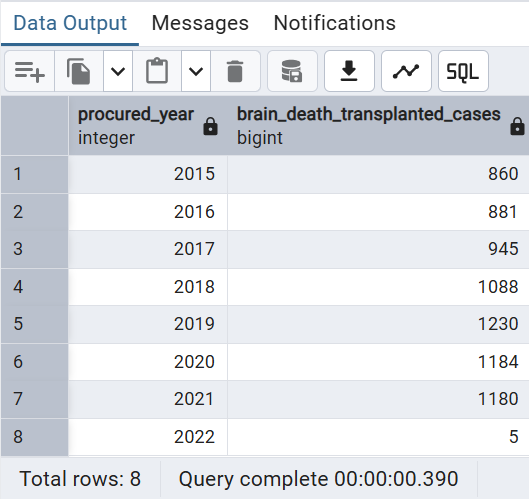 Data Output Messages Notifications
SQL
procured_year brain_death_transplanted_cases
integer bigint
1 2015 860
2 2016 881
3 2017 945
4 2018 1088
5 2019 1230
6 2020 1184
7 2021 1180
8 2022 5
Total rows: 8 Query complete 00:00:00.390